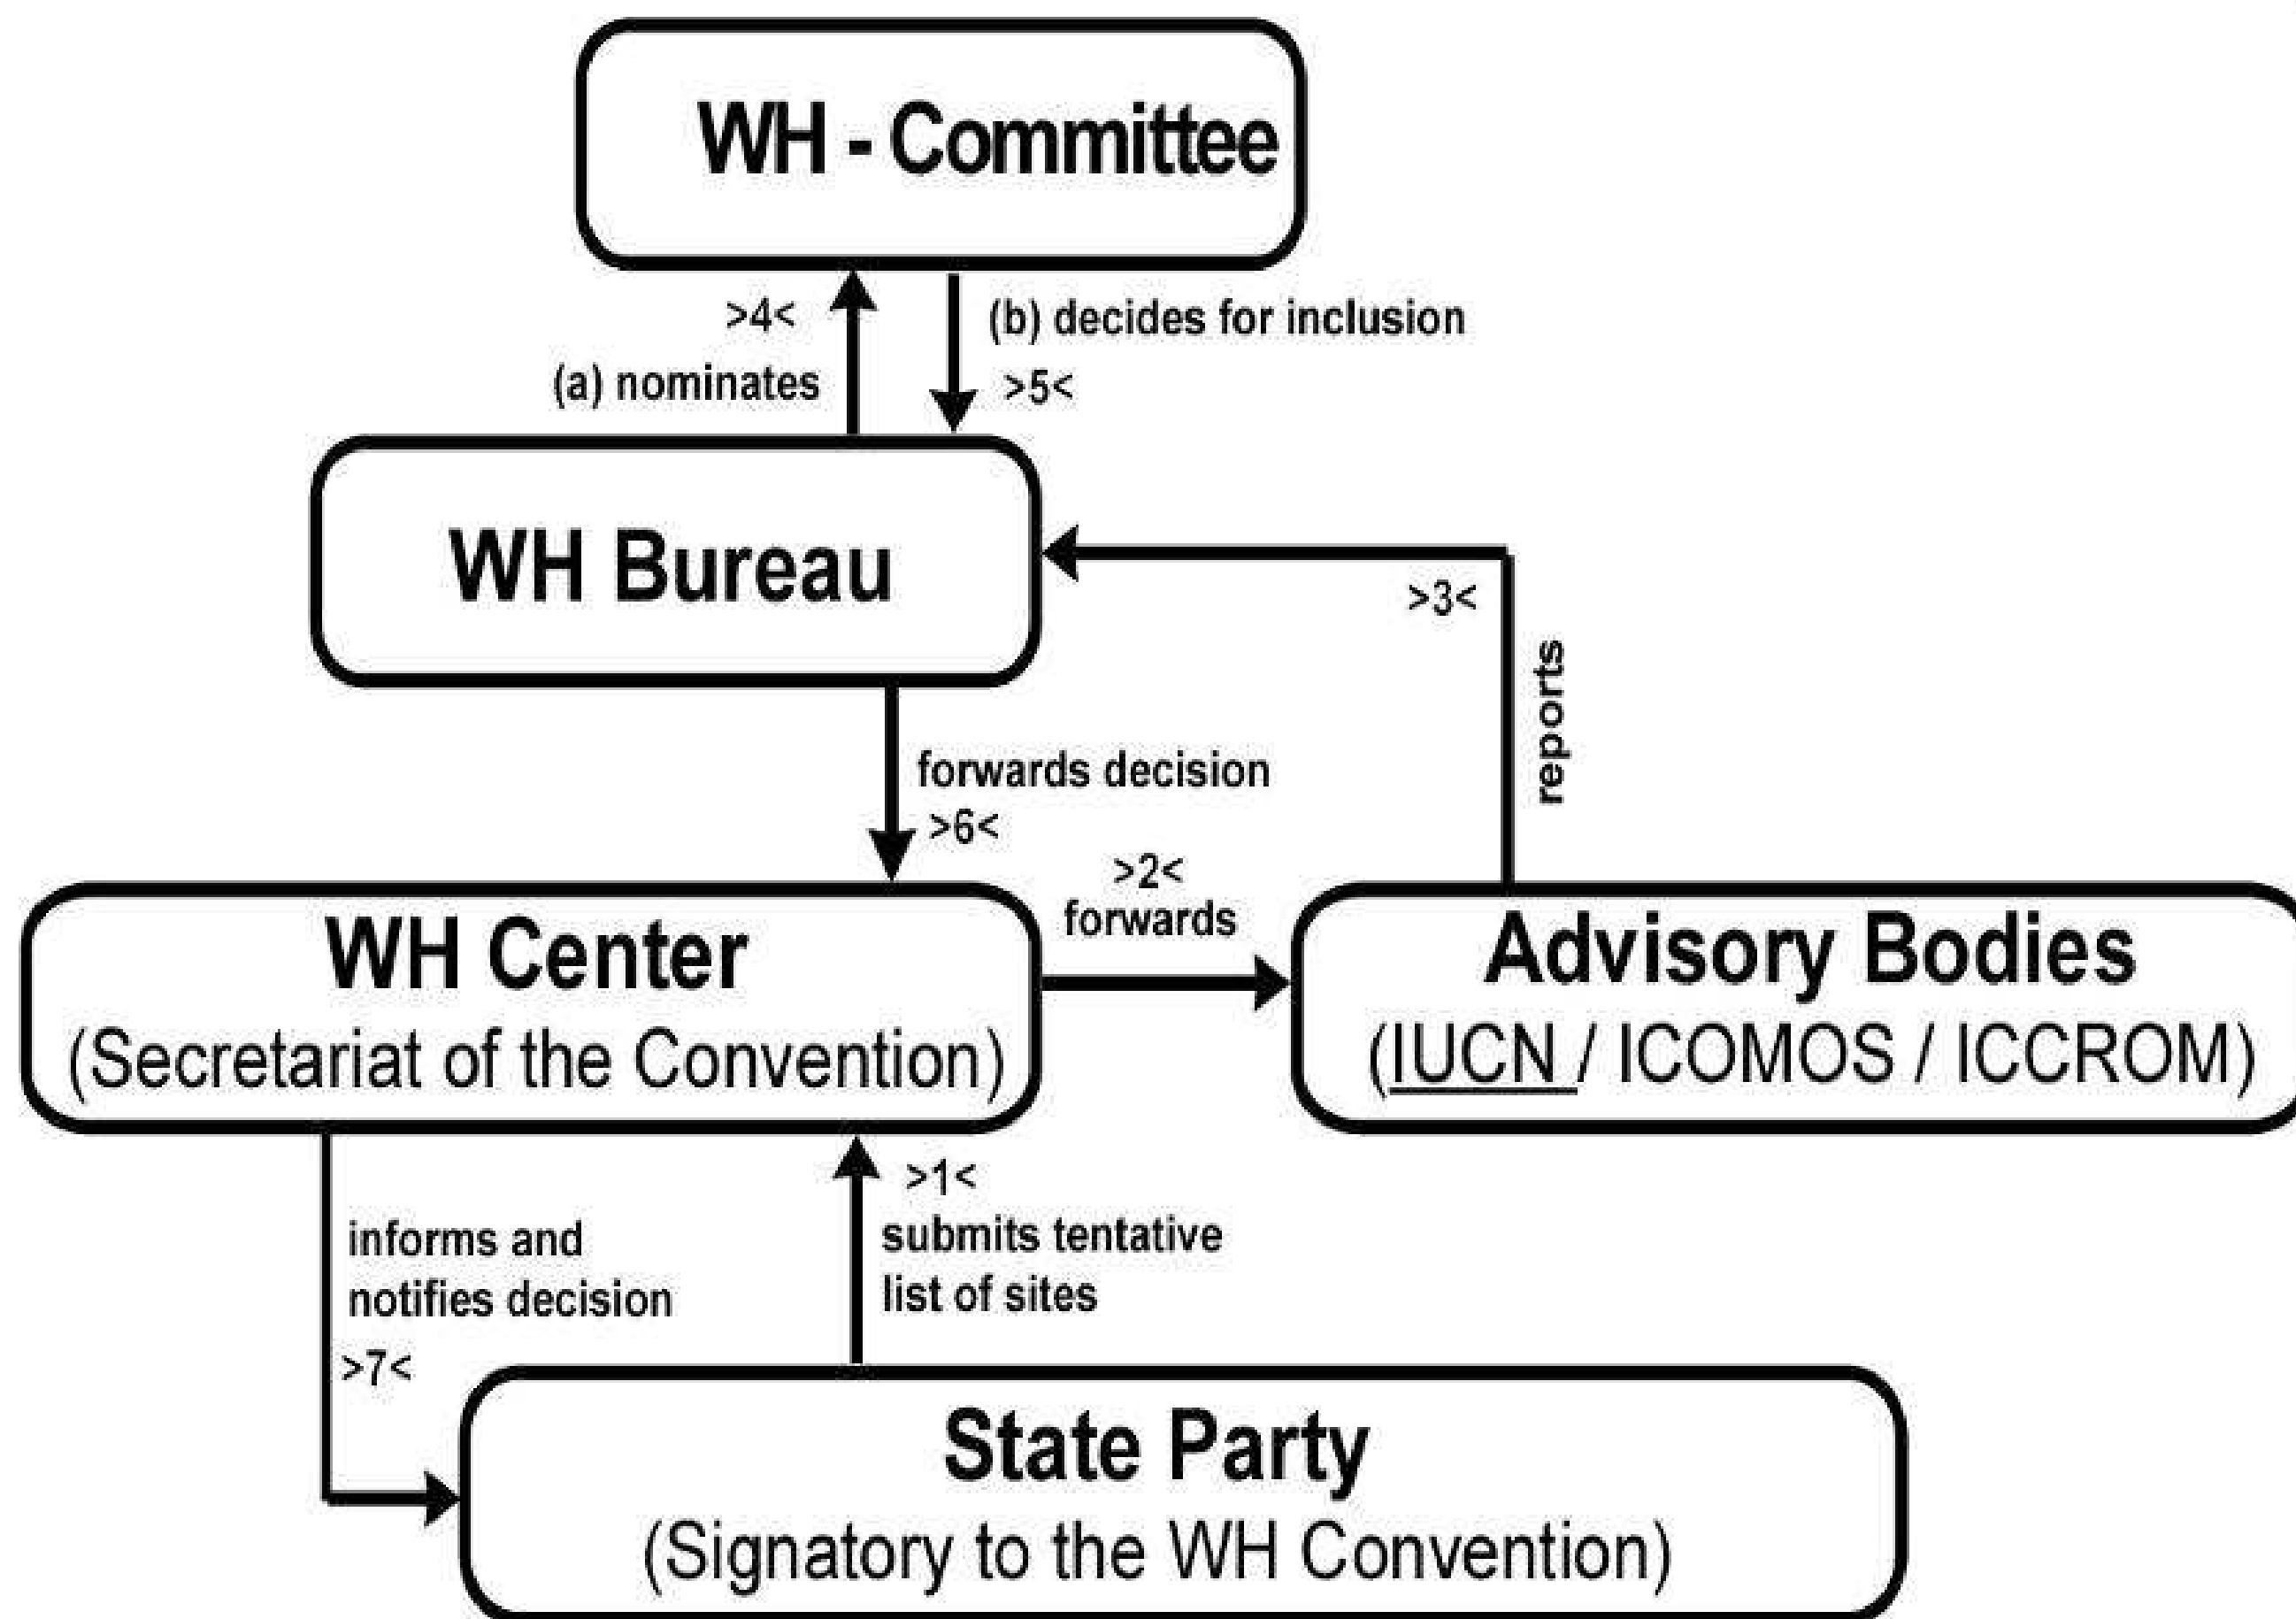 WH - Committee
>4<
(a) nominates
(b) decides for inclusion
>5<
WH Bureau
>3<
reports
forwards decision
>6<
>2<
forwards
WH Center
(Secretariat of the Convention)
Advisory Bodies
(IUCN / ICOMOS / ICCROM)
informs and
notifies decision
>7<
>1<
submits tentative
list of sites
State Party
(Signatory to the WH Convention)